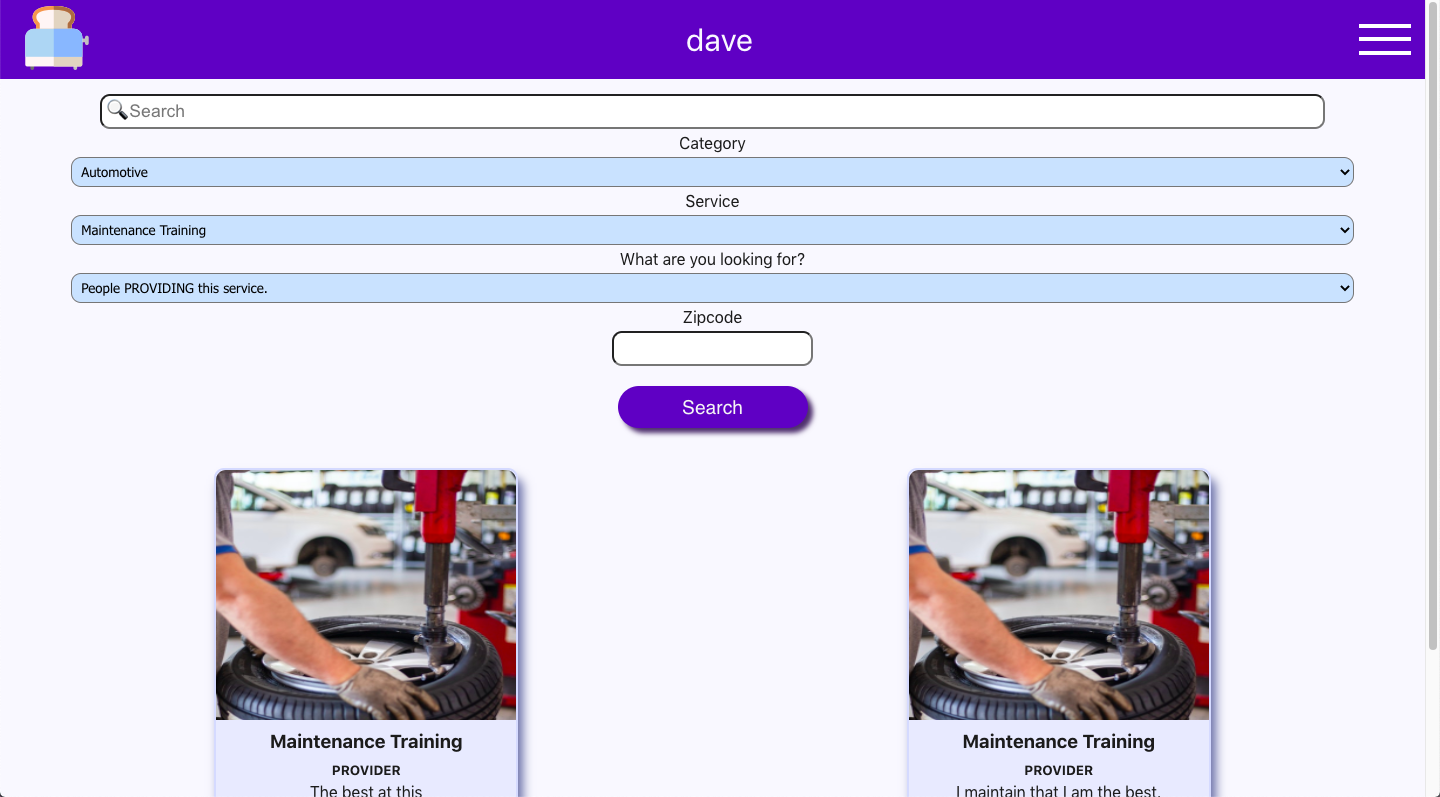 dave
Search
Category
Automotive
Service
Maintenance Training
What are you looking for?
People PROVIDING this service.
Zipcode
Search
Maintenance Training
PROVIDER
The best at this
Maintenance Training
PROVIDER
I maintain that I am the best.